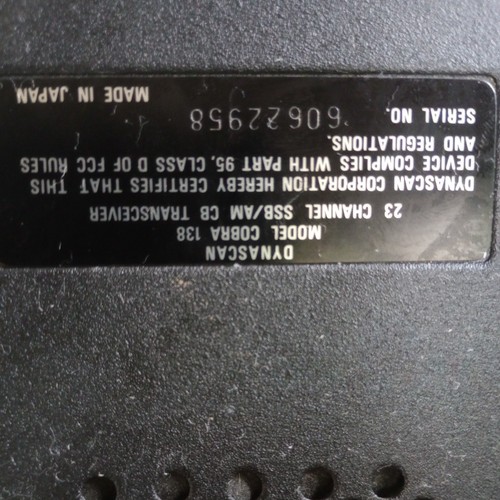 DYNASCAN
MODEL COBRA 138
23 CHANNEL SSB/AM CB TRANSCEIVER
DYNASCAN CORPORATION HEREBY CERTIFIES THAT THIS
DEVICE COMPLIES WITH PART 95, CLASS D OF FCC RULES
AND REGULATIONS.
SERIAL NO. 60622958
MADE IN JAPAN